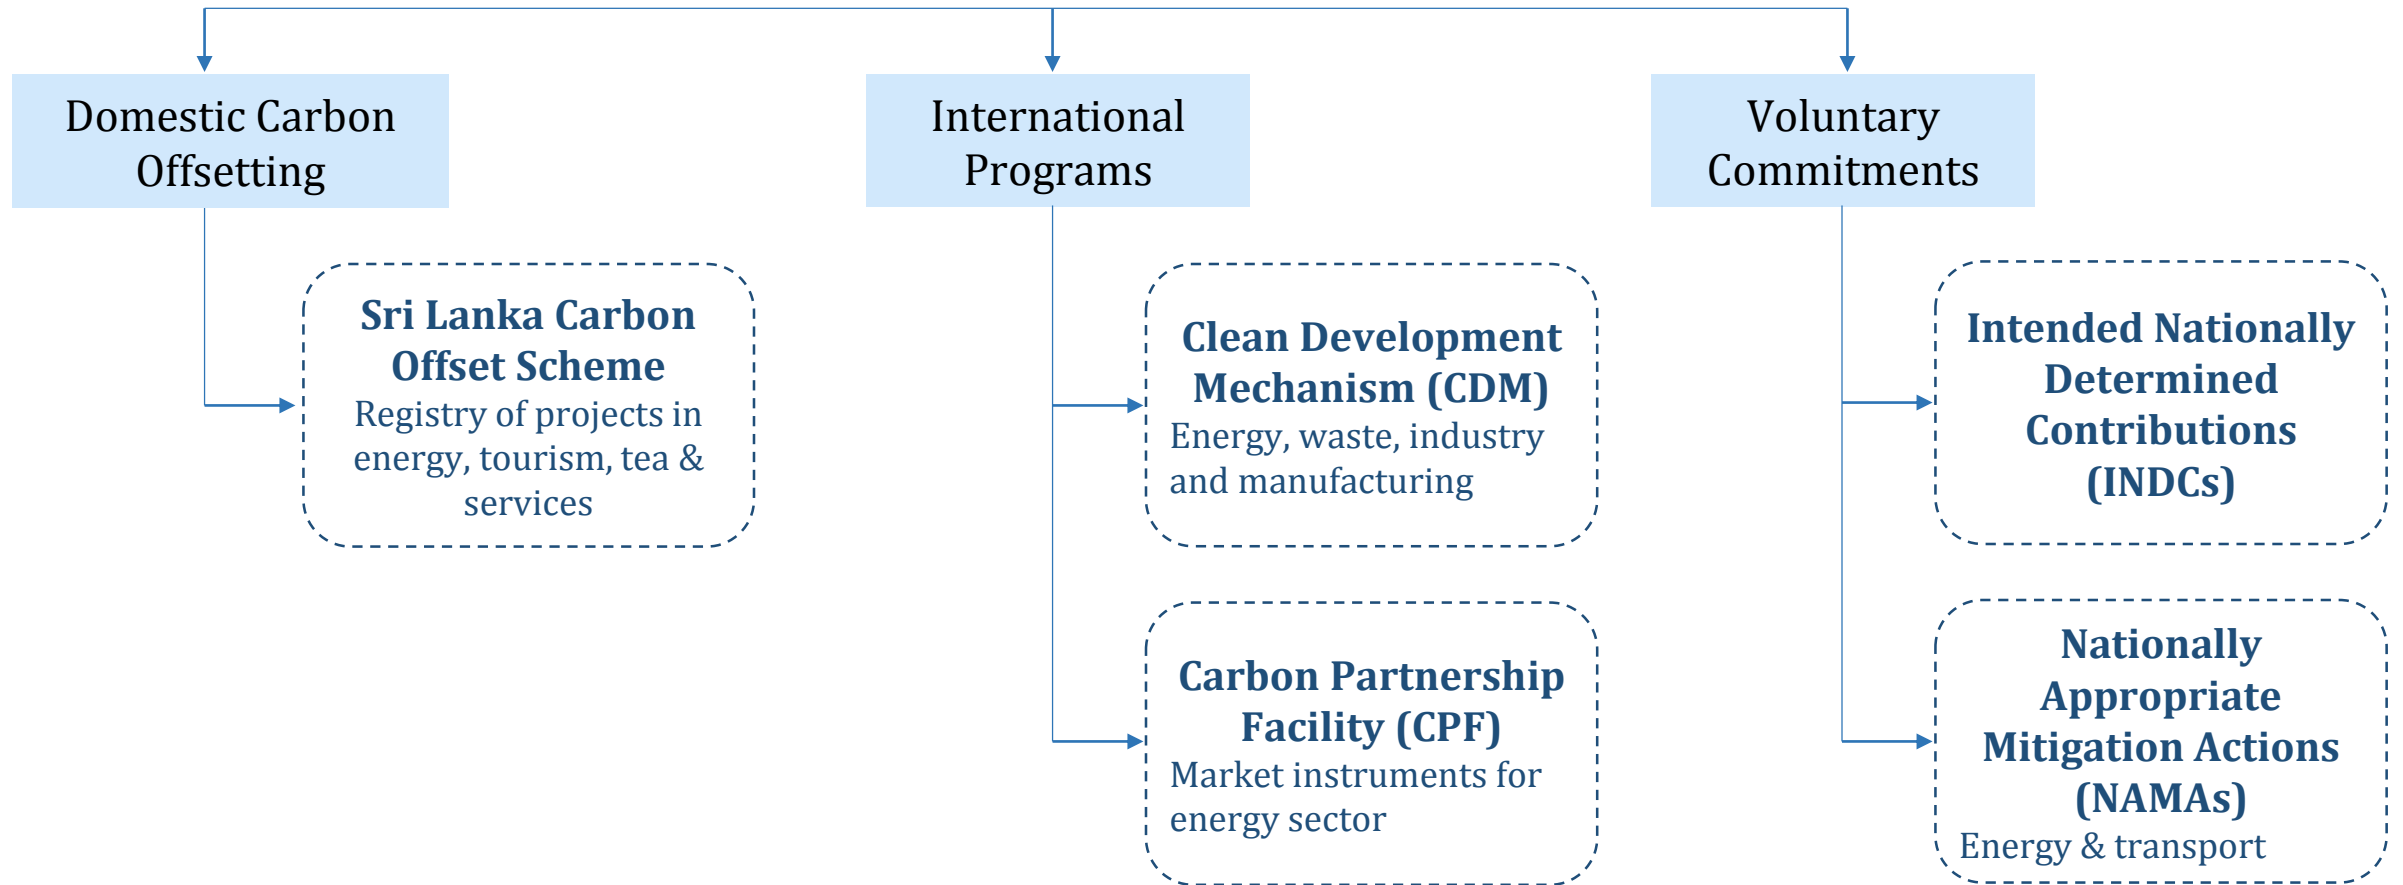 Domestic Carbon
Offsetting
International
Programs
Voluntary
Commitments
Sri Lanka Carbon
Offset Scheme
Registry of projects in
energy, tourism, tea &
services
Clean Development
Mechanism (CDM)
Energy, waste, industry
and manufacturing
Carbon Partnership
Facility (CPF)
Market instruments for
energy sector
Intended Nationally
Determined
Contributions
(INDCs)
Nationally
Appropriate
Mitigation Actions
(NAMAs)
Energy & transport